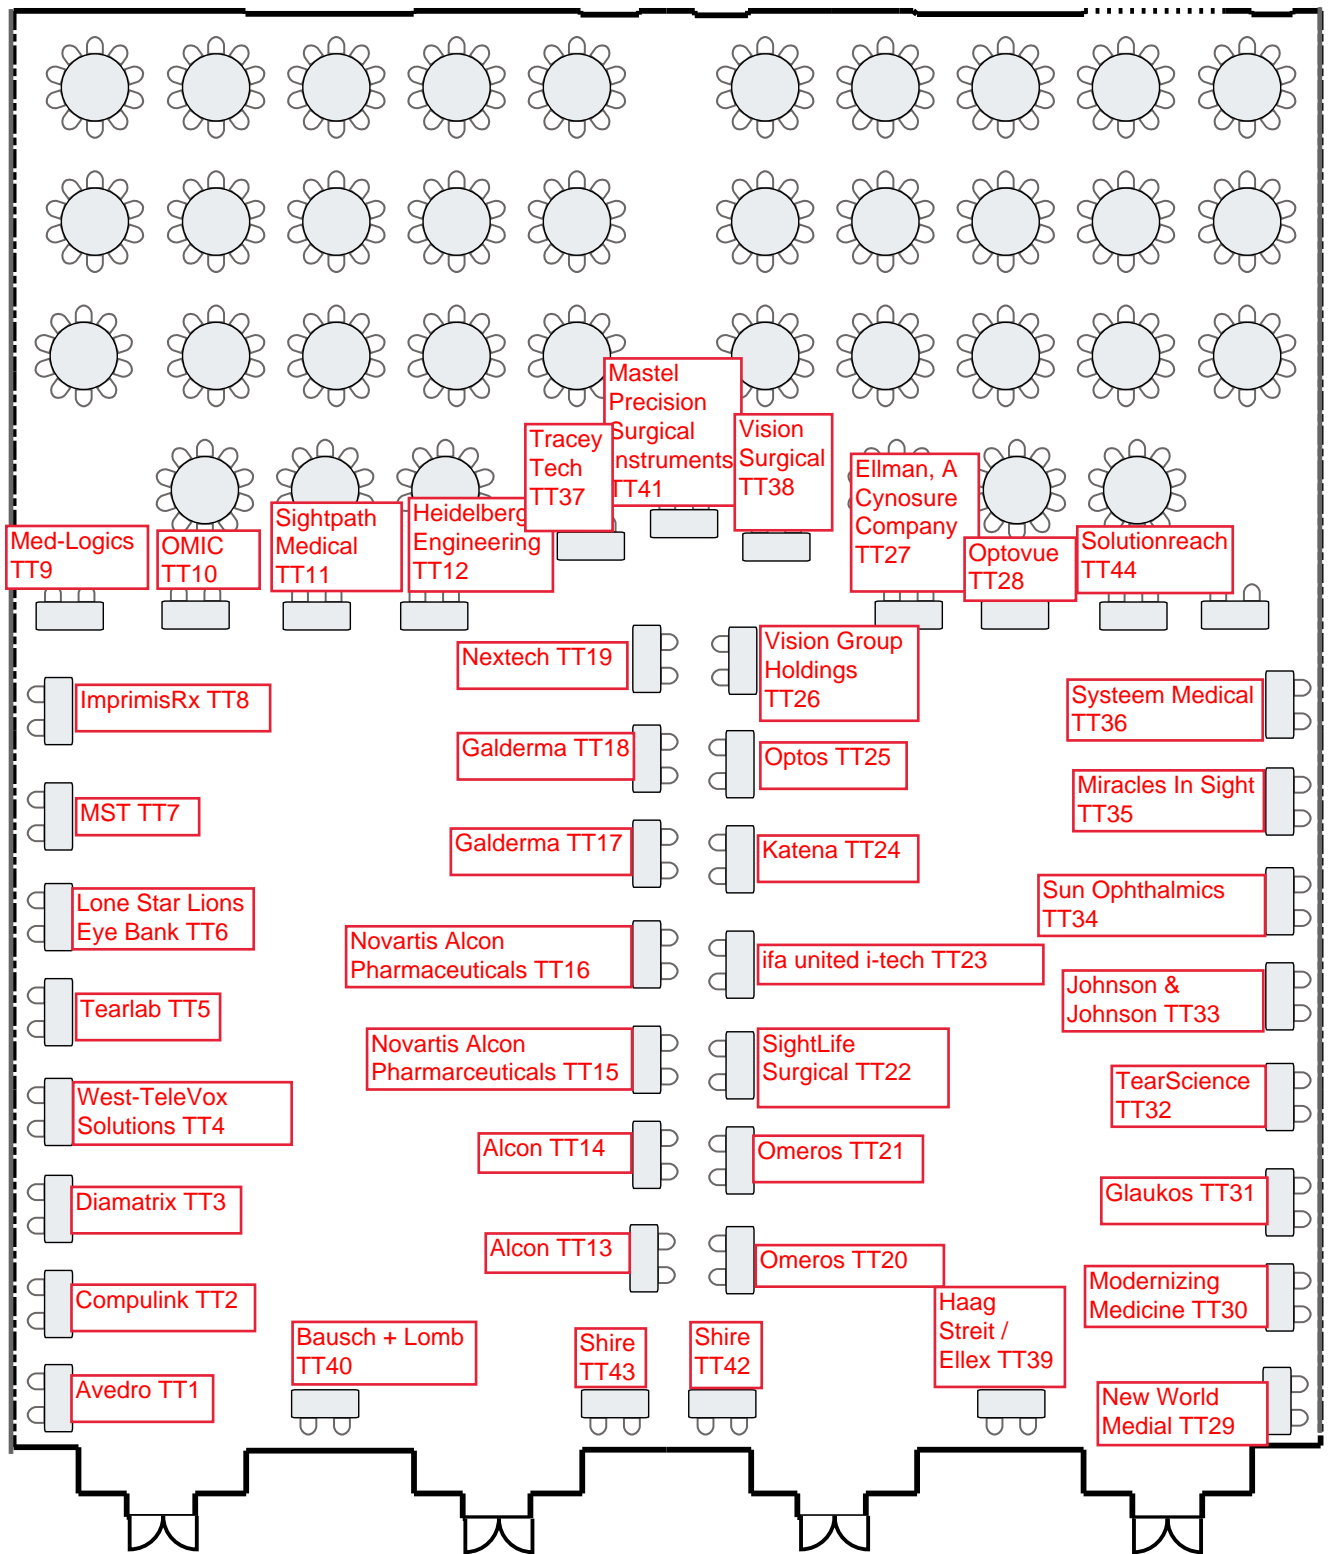 Mastel
Precision
Surgical
Instruments
TT41
Tracey
Tech
TT37
Vision
Surgical
TT38
Ellman, A
Cynosure
Company
TT27
Med-Logics
TT9
OMIC
TT10
Sightpath
Medical
TT11
Heidelberg
Engineering
TT12
Optovue
TT28
Solutionreach
TT44
Nextech TT19
Vision Group
Holdings
TT26
ImprimisRx TT8
Systeem Medical
TT36
Galderma TT18
Optos TT25
MST TT7
Miracles In Sight
TT35
Galderma TT17
Katena TT24
Lone Star Lions
Eye Bank TT6
Sun Ophthalmics
TT34
Novartis Alcon
Pharmaceuticals TT16
ifa united i-tech TT23
Tearlab TT5
Johnson &
Johnson TT33
Novartis Alcon
Pharmarceuticals TT15
SightLife
Surgical TT22
West-TeleVox
Solutions TT4
TearScience
TT32
Alcon TT14
Omeros TT21
Diamatrix TT3
Glaukos TT31
Alcon TT13
Omeros TT20
Compulink TT2
Modernizing
Medicine TT30
Haag
Streit /
Ellex TT39
Bausch + Lomb
TT40
Shire
TT43
Shire
TT42
Avedro TT1
New World
Medial TT29